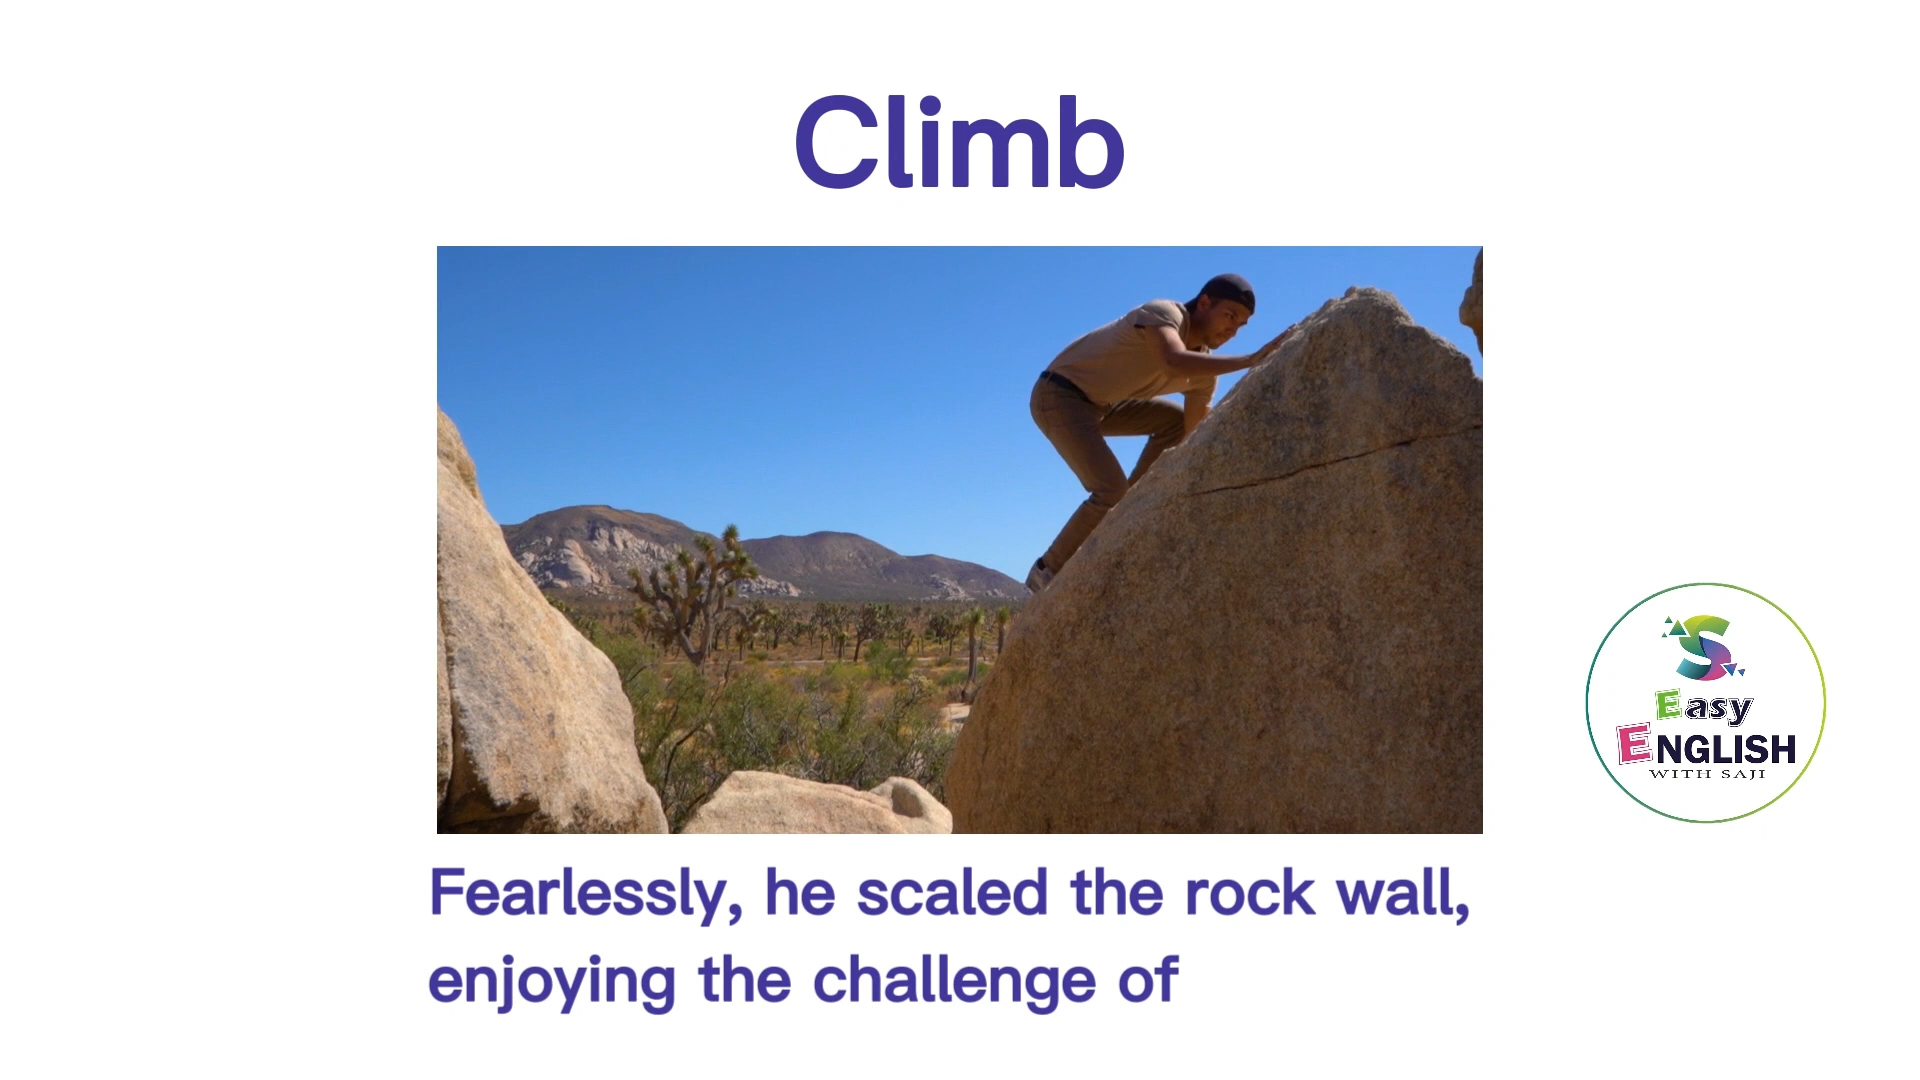 Climb
Fearlessly, he scaled the rock wall,
enjoying the challenge of
S
Easy
ENGLISH
WITH SAJI